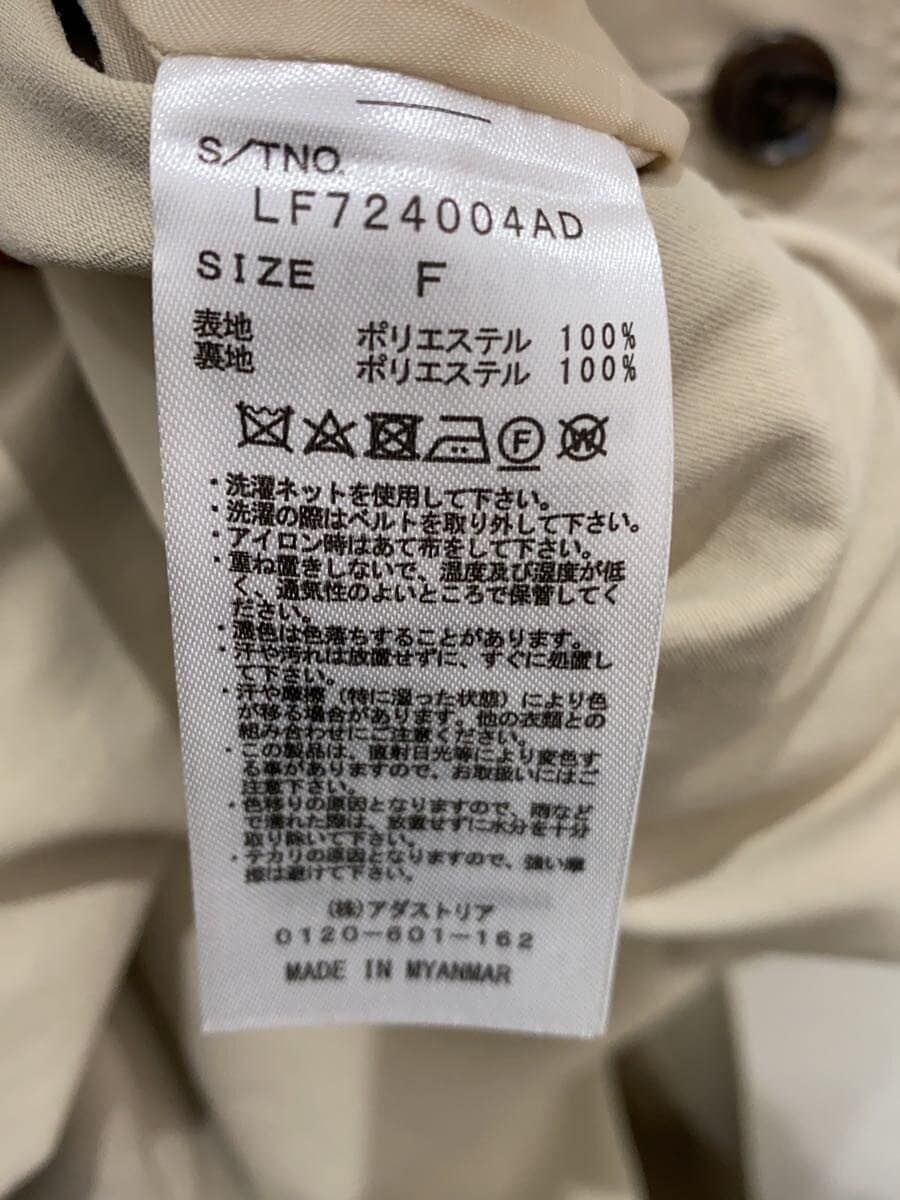 S/TNO.
LF724004AD
SIZE F
表地 ポリエステル 100%
裏地 ポリエステル 100%
・洗濯ネットを使用して下さい。
・洗濯の際はベルトを取り外して下さい。
・アイロン時はあて布をして下さい。
・重ね置きしないで、温度及び湿度が低
く、通気性のよいところで保管してく
ださい。
・濃色は色落ちすることがあります。
・汗や汚れは放置せずに、すぐに処置し
て下さい。
・汗や摩擦（特に湿った状態）により色
が移る場合があります。他の衣類との
組み合わせにご注意ください。
・この製品は、直射日光等により変色す
る事がありますので、お取扱いにはご
注意下さい。
・色移りの原因となりますので、雨など
で濡れた際は、放置せずに水分を十分
取り除いて下さい。
・テカリの原因となりますので、強い摩
擦は避けて下さい。
(株)アダストリア
0120-601-162
MADE IN MYANMAR